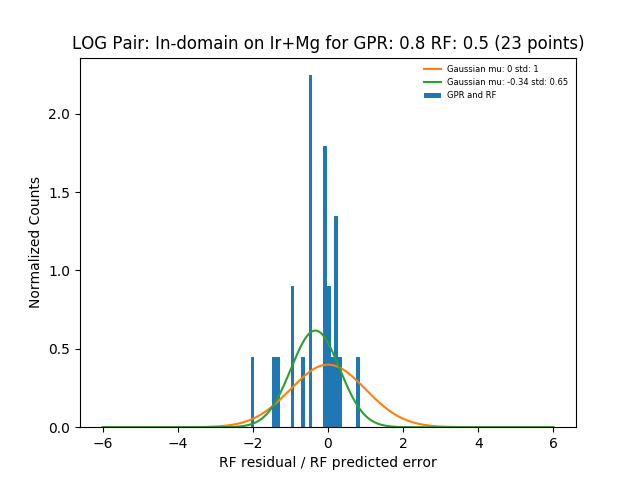 LOG Pair: In-domain on Ir+Mg for GPR: 0.8 RF: 0.5 (23 points)
Gaussian mu: 0 std: 1
Gaussian mu: -0.34 std: 0.65
GPR and RF
Normalized Counts
2.0
1.5
1.0
0.5
0.0
−6 −4 −2 0 2 4 6
RF residual / RF predicted error